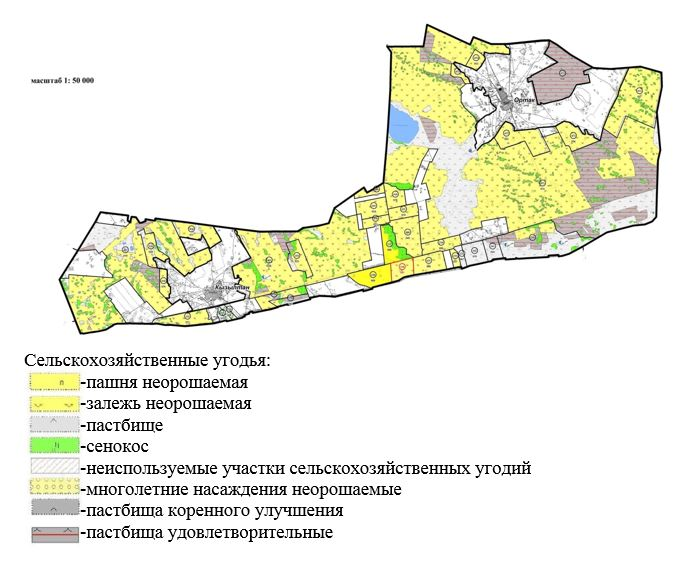 масштаб 1: 50 000
Ортак
Кызылтан
Сельскохозяйственные угодья:
-пашня неорошаемая
-залежь неорошаемая
-пастбище
-сенокос
-неиспользуемые участки сельскохозяйственных угодий
-многолетние насаждения неорошаемые
-пастбища коренного улучшения
-пастбища удовлетворительные